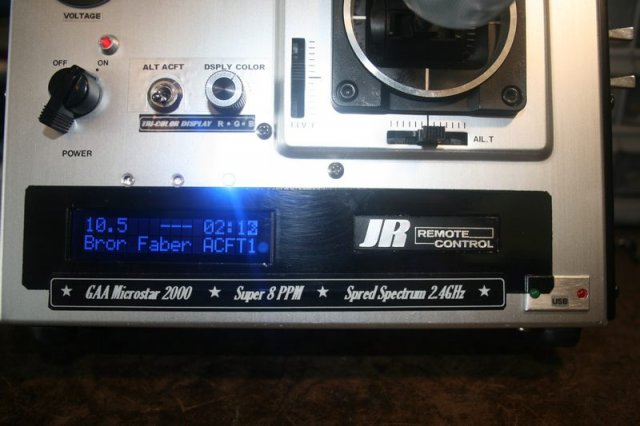 VOLTAGE
OFF ON
ALT ACFT DSPLY COLOR
TRI-COLOR DISPLAY R ★ G ★ B
ELV.T
AIL.T
POWER
10.5 --- 02:13
Bron Faber ACFT1
JR REMOTE
CONTROL
★ GAA Microstar 2000 ★ Super 8 PPM ★ Spred Spectrum 2.4GHz ★
USB